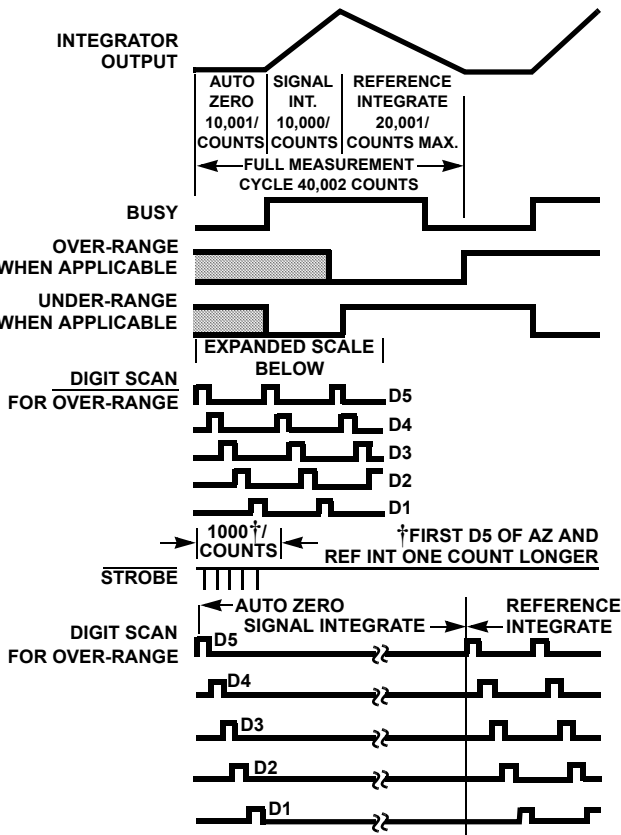 INTEGRATOR
OUTPUT
AUTO
ZERO
10,001/
COUNTS
SIGNAL
INT.
10,000/
COUNTS
REFERENCE
INTEGRATE
20,001/
COUNTS MAX.
FULL MEASUREMENT
CYCLE 40,002 COUNTS
BUSY
OVER-RANGE
WHEN APPLICABLE
UNDER-RANGE
WHEN APPLICABLE
EXPANDED SCALE
BELOW
DIGIT SCAN
FOR OVER-RANGE
D5
D4
D3
D2
D1
1000†/
COUNTS
†FIRST D5 OF AZ AND
REF INT ONE COUNT LONGER
STROBE
AUTO ZERO
SIGNAL INTEGRATE
REFERENCE
INTEGRATE
DIGIT SCAN
FOR OVER-RANGE
D5
D4
D3
D2
D1